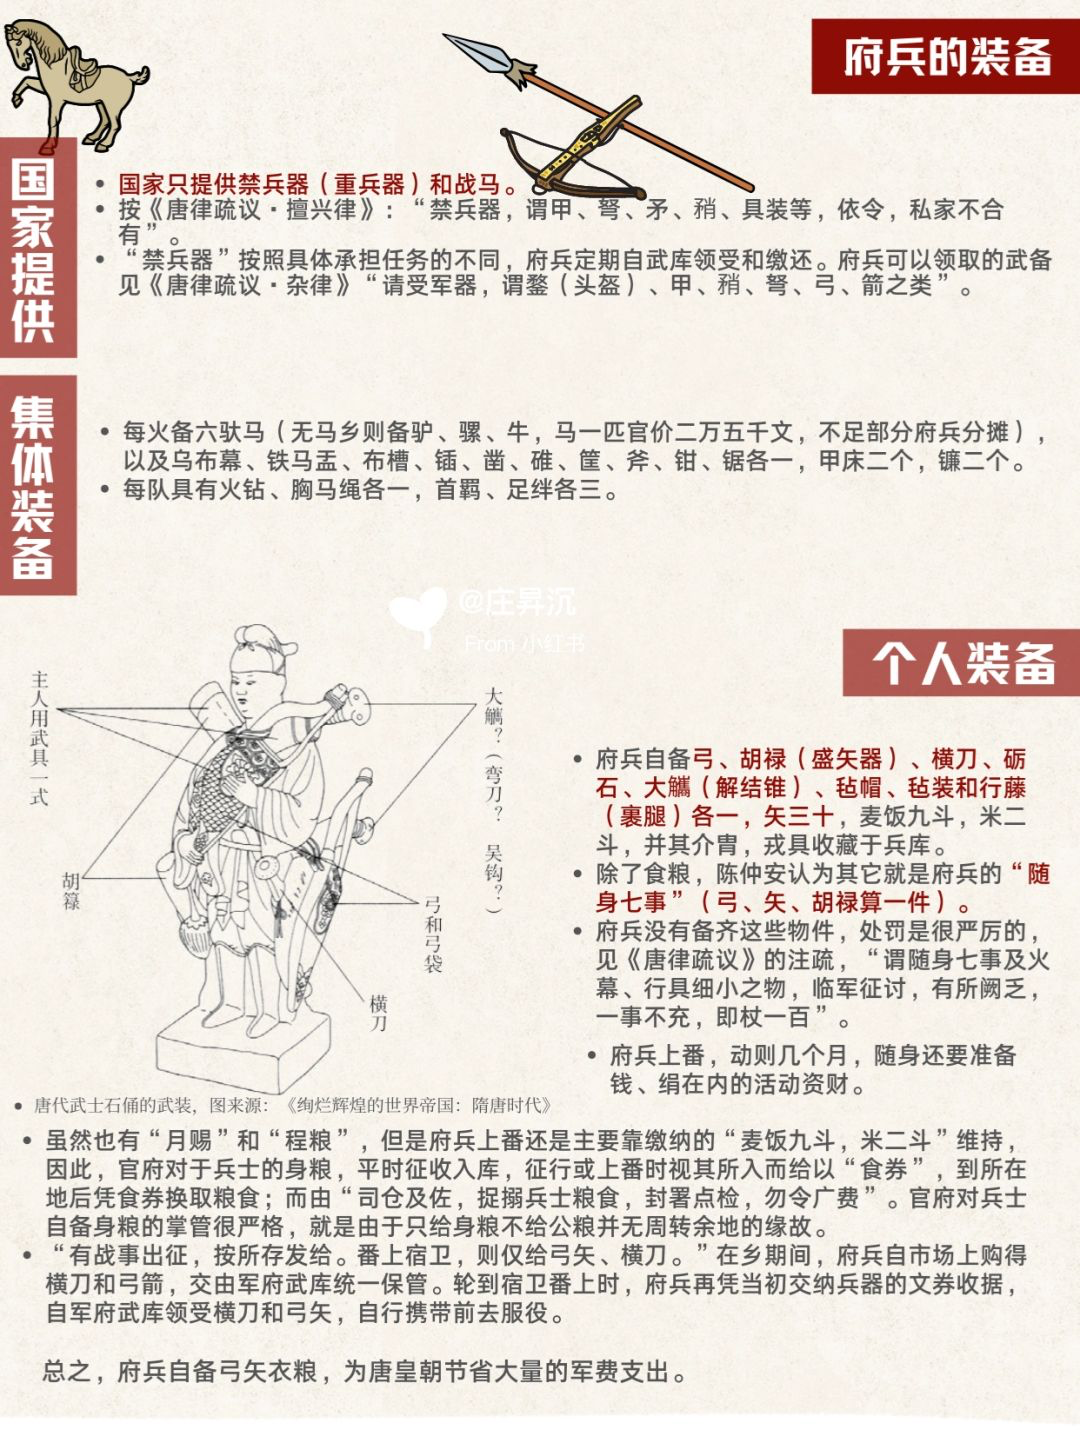 府兵的装备
国家提供
国家只提供禁兵器（重兵器）和战马。
按《唐律疏议·擅兴律》：“禁兵器，谓甲、弩、矛、矟、具装等，依令，私家不合
有”。
“禁兵器”按照具体承担任务的不同，府兵定期自武库领受和缴还。府兵可以领取的武备
见《唐律疏议·杂律》“请受军器，谓鍪（头盔）、甲、矟、弩、弓、箭之类”。
集体装备
每火备六驮马（无马乡则备驴、骡、牛，马一匹官价二万五千文，不足部分府兵分摊），
以及乌布幕、铁马盂、布槽、锸、凿、碓、筐、斧、钳、锯各一，甲床二个，镰二个。
每队具有火钻、胸马绳各一，首羁、足绊各三。
@庄昇沉
From 小红书
个人装备
主人用武具一式
大觿？（弯刀？ 吴钩？）
胡簶
弓和弓袋
横刀
府兵自备弓、胡禄（盛矢器）、横刀、砺
石、大觿（解结锥）、毡帽、毡装和行藤
（裹腿）各一，矢三十，麦饭九斗，米二
斗，并其介胄，戎具收藏于兵库。
除了食粮，陈仲安认为其它就是府兵的“随
身七事”（弓、矢、胡禄算一件）。
府兵没有备齐这些物件，处罚是很严厉的，
见《唐律疏议》的注疏，“谓随身七事及火
幕、行具细小之物，临军征讨，有所阙乏，
一事不充，即杖一百”。
府兵上番，动则几个月，随身还要准备
钱、绢在内的活动资财。
唐代武士石俑的武装，图来源：《绚烂辉煌的世界帝国：隋唐时代》
虽然也有“月赐”和“程粮”，但是府兵上番还是主要靠缴纳的“麦饭九斗，米二斗”维持，
因此，官府对于兵士的身粮，平时征收入库，征行或上番时视其所入而给以“食券”，到所在
地后凭食券换取粮食；而由“司仓及佐，捉搦兵士粮食，封署点检，勿令广费”。官府对兵士
自备身粮的掌管很严格，就是由于只给身粮不给公粮并无周转余地的缘故。
“有战事出征，按所存发给。番上宿卫，则仅给弓矢、横刀。”在乡期间，府兵自市场上购得
横刀和弓箭，交由军府武库统一保管。轮到宿卫番上时，府兵再凭当初交纳兵器的文券收据，
自军府武库领受横刀和弓矢，自行携带前去服役。
总之，府兵自备弓矢衣粮，为唐皇朝节省大量的军费支出。